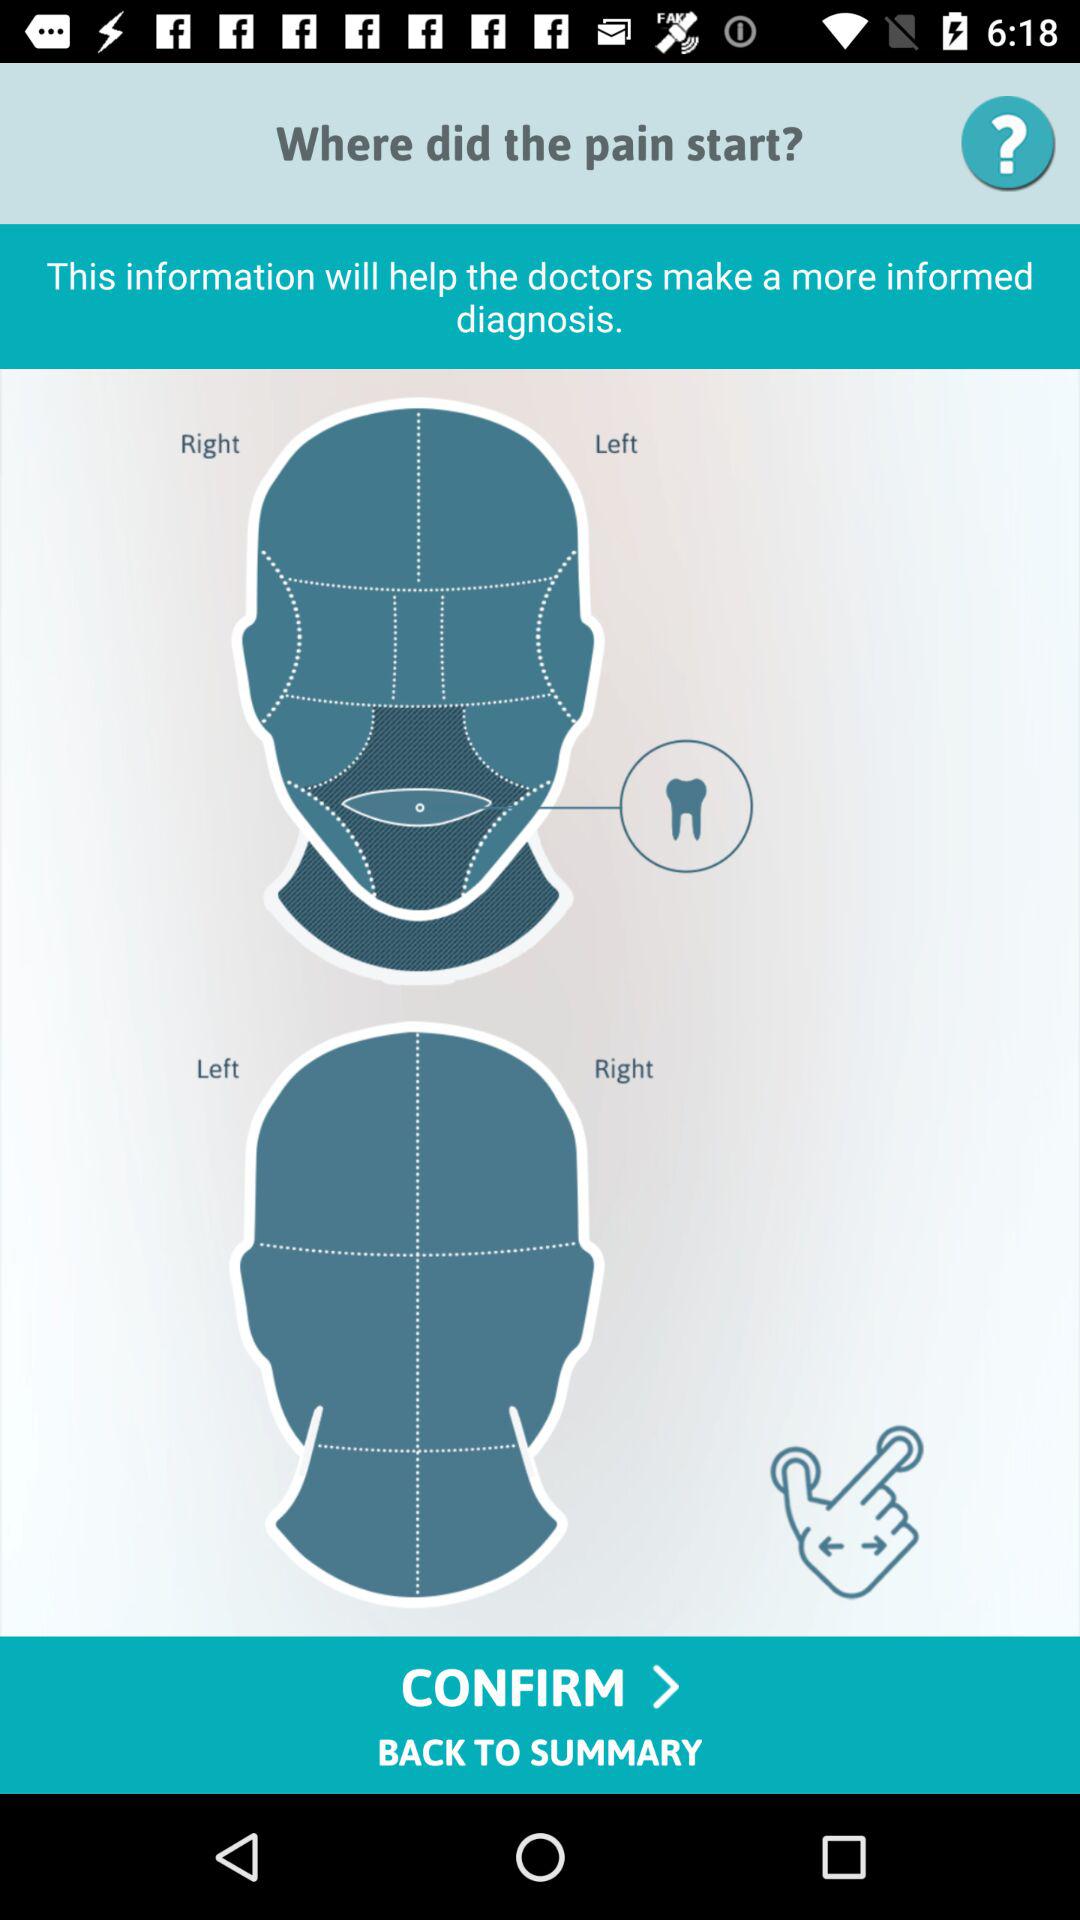 FAKE
6:18
Where did the pain start?
?
This information will help the doctors make a more informed
diagnosis.
Right
Left
Left
Right
CONFIRM
BACK TO SUMMARY